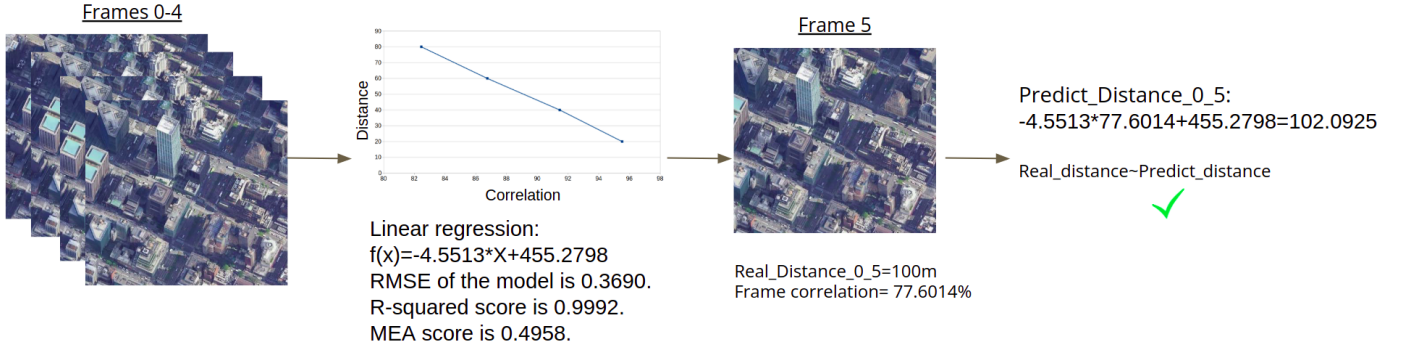 Frames 0-4
90
80
70
60
50
40
30
20
10
0
80 82 84 86 88 90 92 94 96 98
Distance
Correlation
Linear regression:
f(x)=-4.5513*X+455.2798
RMSE of the model is 0.3690.
R-squared score is 0.9992.
MEA score is 0.4958.
Frame 5
Real_Distance_0_5=100m
Frame correlation= 77.6014%
Predict_Distance_0_5:
-4.5513*77.6014+455.2798=102.0925
Real_distance~Predict_distance